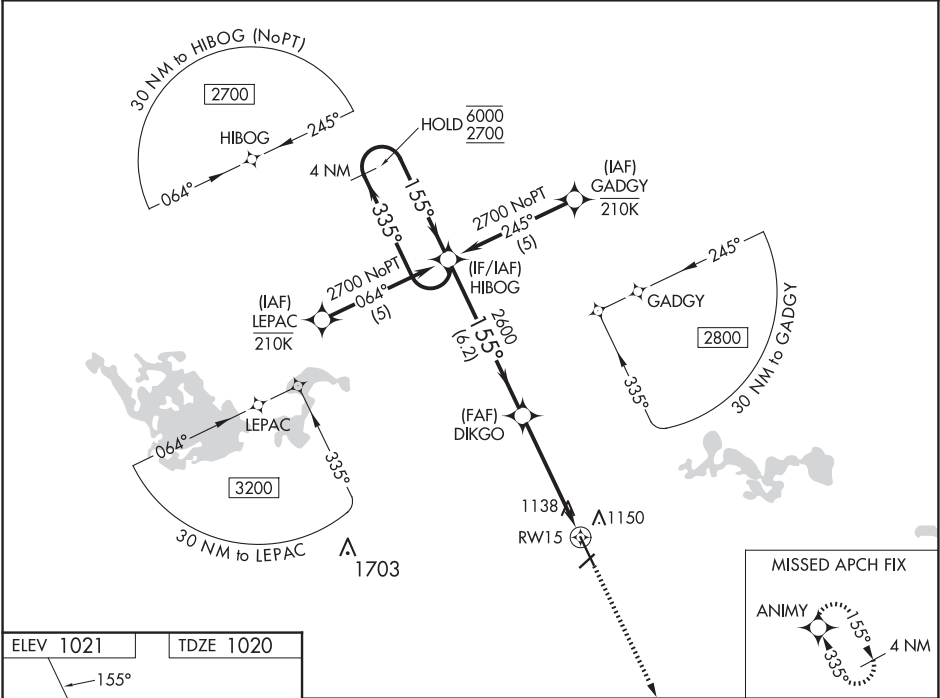 30 NM to HIBOG (NoPT)
2700
HIBOG
245°
064°
HOLD 6000
2700
4 NM
155°
335°
(IAF)
GADGY
210K
2700 NoPT
245°
(5)
(IF/IAF)
HIBOG
2700 NoPT
064°
(5)
(IAF)
LEPAC
210K
245°
GADGY
2800
335°
30 NM to GADGY
2600
155°
(6.2)
(FAF)
DIKGO
064°
LEPAC
335°
3200
30 NM to LEPAC
1703
1138
1150
RW15
MISSED APCH FIX
ANIMY
155°
335°
4 NM
ELEV 1021
TDZE 1020
155°